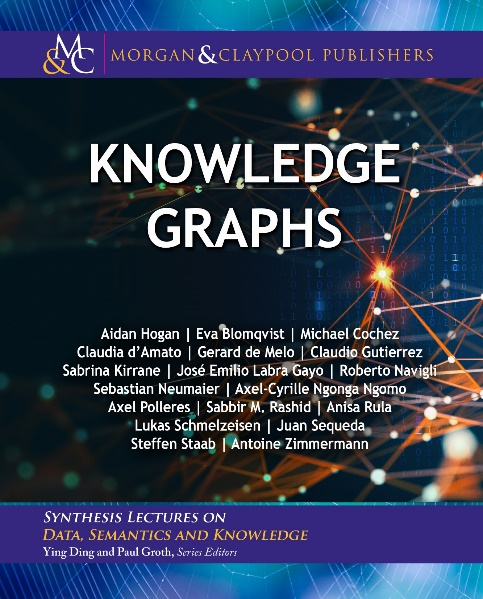 M&C MORGAN&CLAYPOOL PUBLISHERS
KNOWLEDGE
GRAPHS
Aidan Hogan | Eva Blomqvist | Michael Cochez
Claudia d'Amato | Gerard de Melo | Claudio Gutierrez
Sabrina Kirrane | José Emilio Labra Gayo | Roberto Navigli
Sebastian Neumaier | Axel-Cyrille Ngonga Ngomo
Axel Polleres | Sabbir M. Rashid | Anisa Rula
Lukas Schmelzeisen | Juan Sequeda
Steffen Staab | Antoine Zimmermann
SYNTHESIS LECTURES ON
DATA, SEMANTICS AND KNOWLEDGE
Ying Ding and Paul Groth, Series Editors